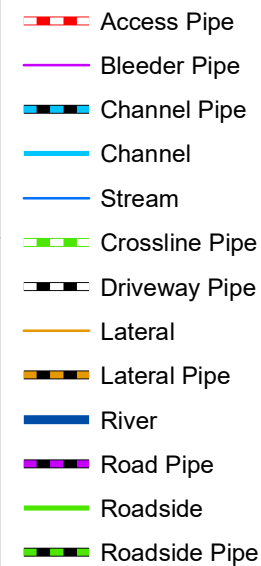 Access Pipe
Bleeder Pipe
Channel Pipe
Channel
Stream
Crossline Pipe
Driveway Pipe
Lateral
Lateral Pipe
River
Road Pipe
Roadside
Roadside Pipe